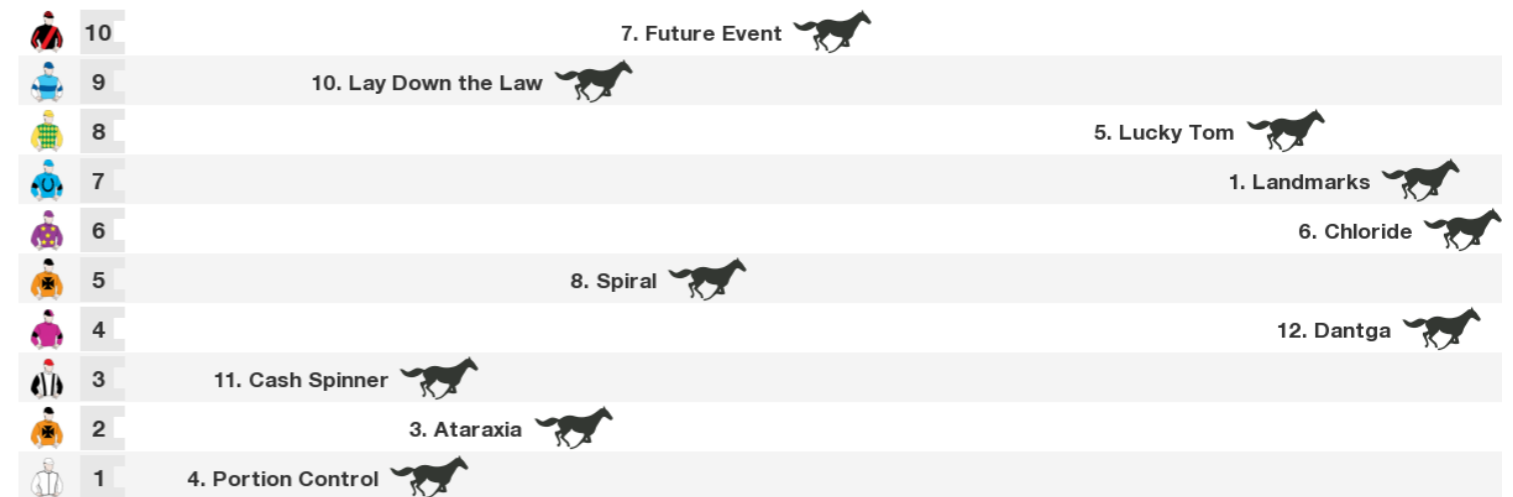 10 7. Future Event
9 10. Lay Down the Law
8 5. Lucky Tom
7 1. Landmarks
6 6. Chloride
5 8. Spiral
4 12. Dantga
3 11. Cash Spinner
2 3. Ataraxia
1 4. Portion Control